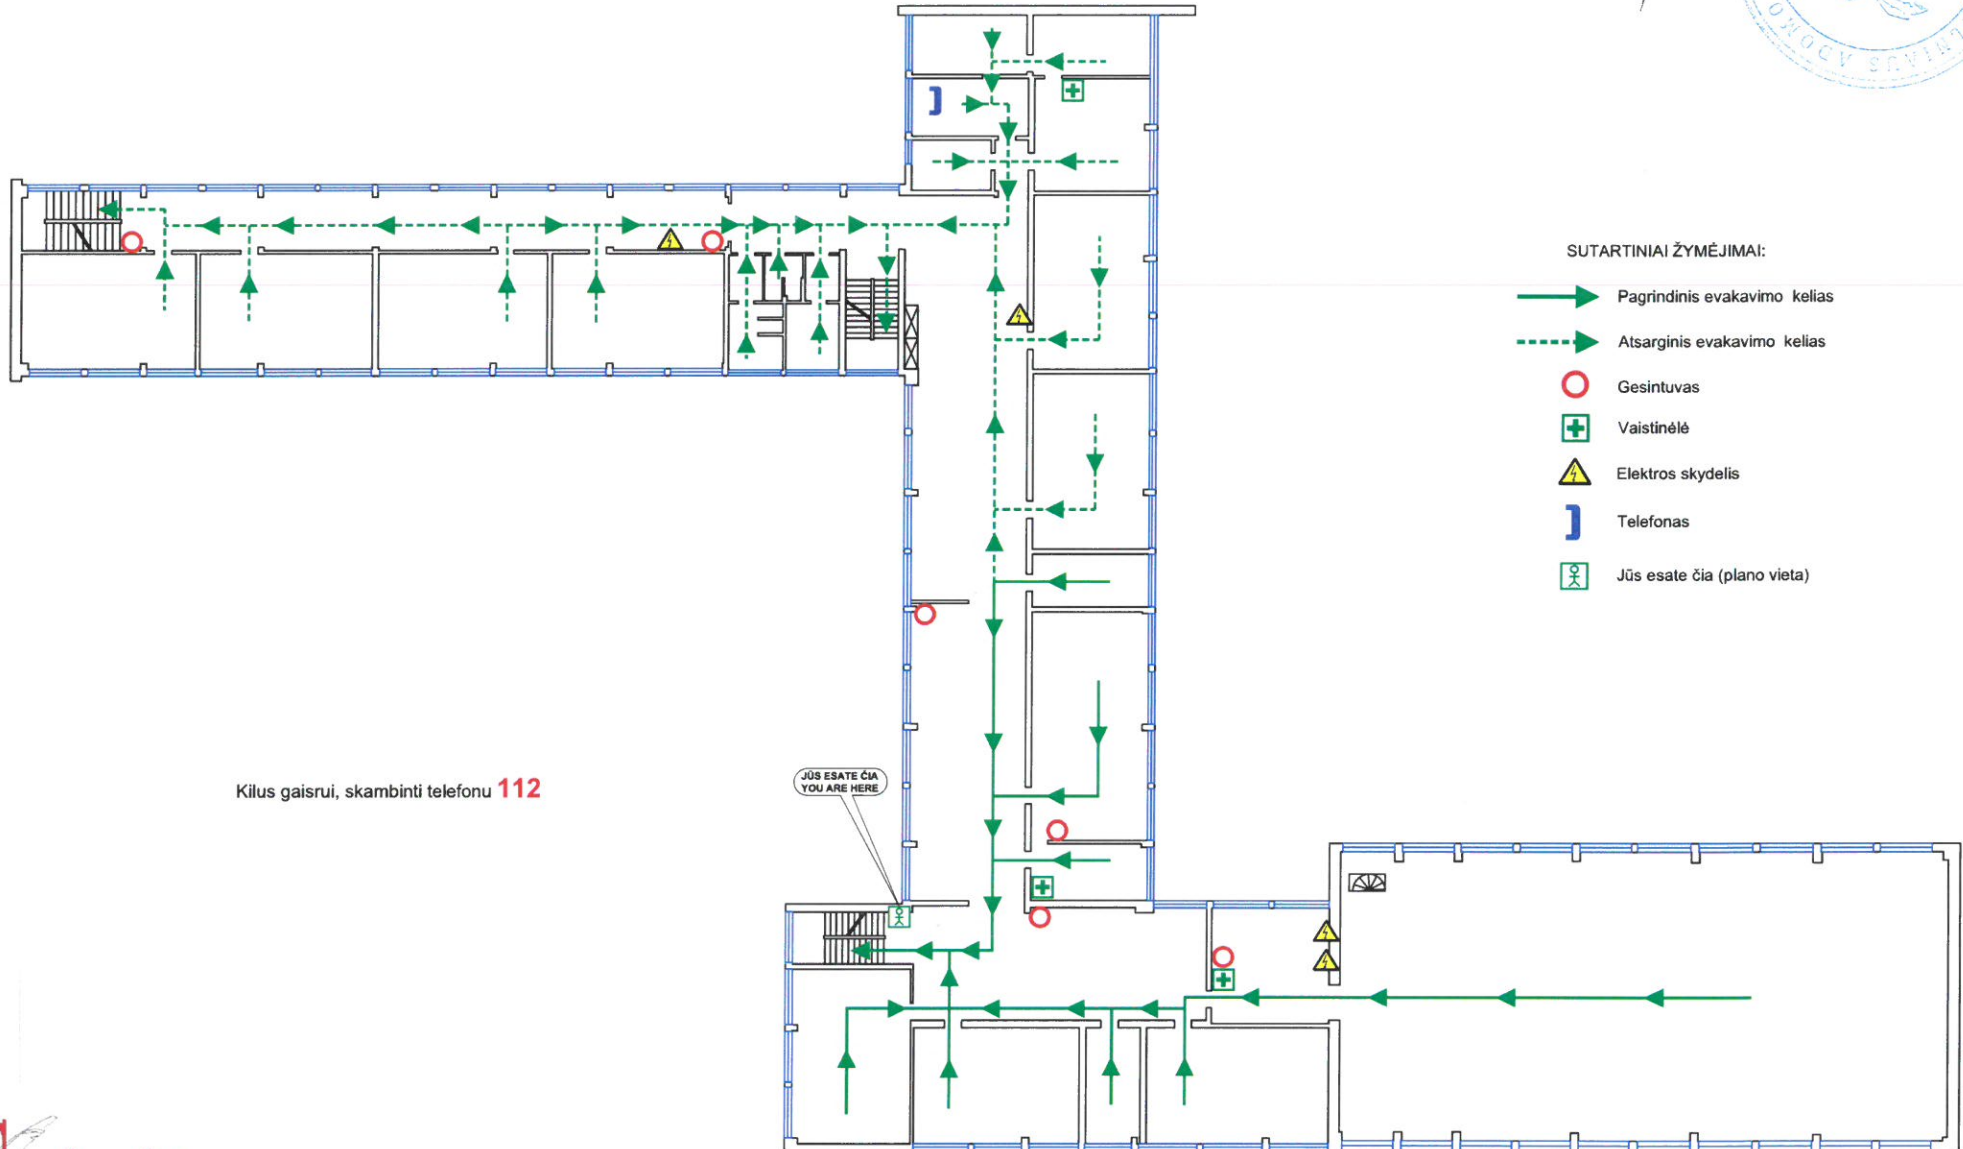 SUTARTINIAI ŽYMĖJIMAI:
Pagrindinis evakavimo kelias
Atsarginis evakavimo kelias
Gesintuvas
Vaistinėlė
Elektros skydelis
Telefonas
Jūs esate čia (plano vieta)
Kilus gaisrui, skambinti telefonu 112
JŪS ESATE ČIA
YOU ARE HERE